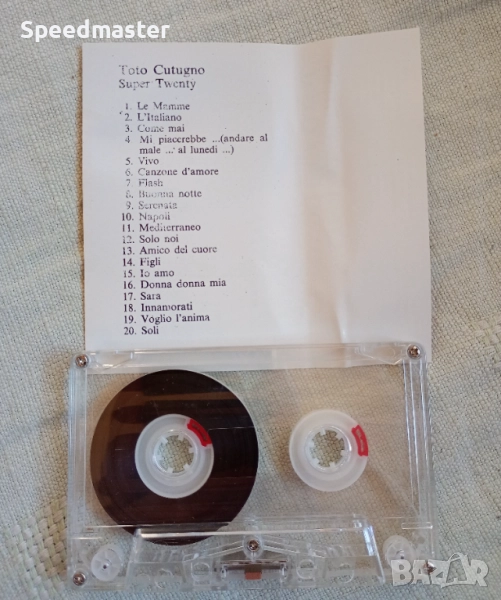 Speedmaster
Toto Cutugno
Super Twenty
1. Le Mamme
2. L'Italiano
3. Come mai
4 Mi piacerebbe ...(andare al
male ...' al lunedi ...)
5. Vivo
6. Canzone d'amore
7. Flash
8. Buonna notte
9. Serenata
10. Napoli
11. Mediterraneo
12. Solo noi
13. Amico del cuore
14. Figli
15. Io amo
16. Donna donna mia
17. Sara
18. Innamorati
19. Voglio l'anima
20. Soli
BAZAR